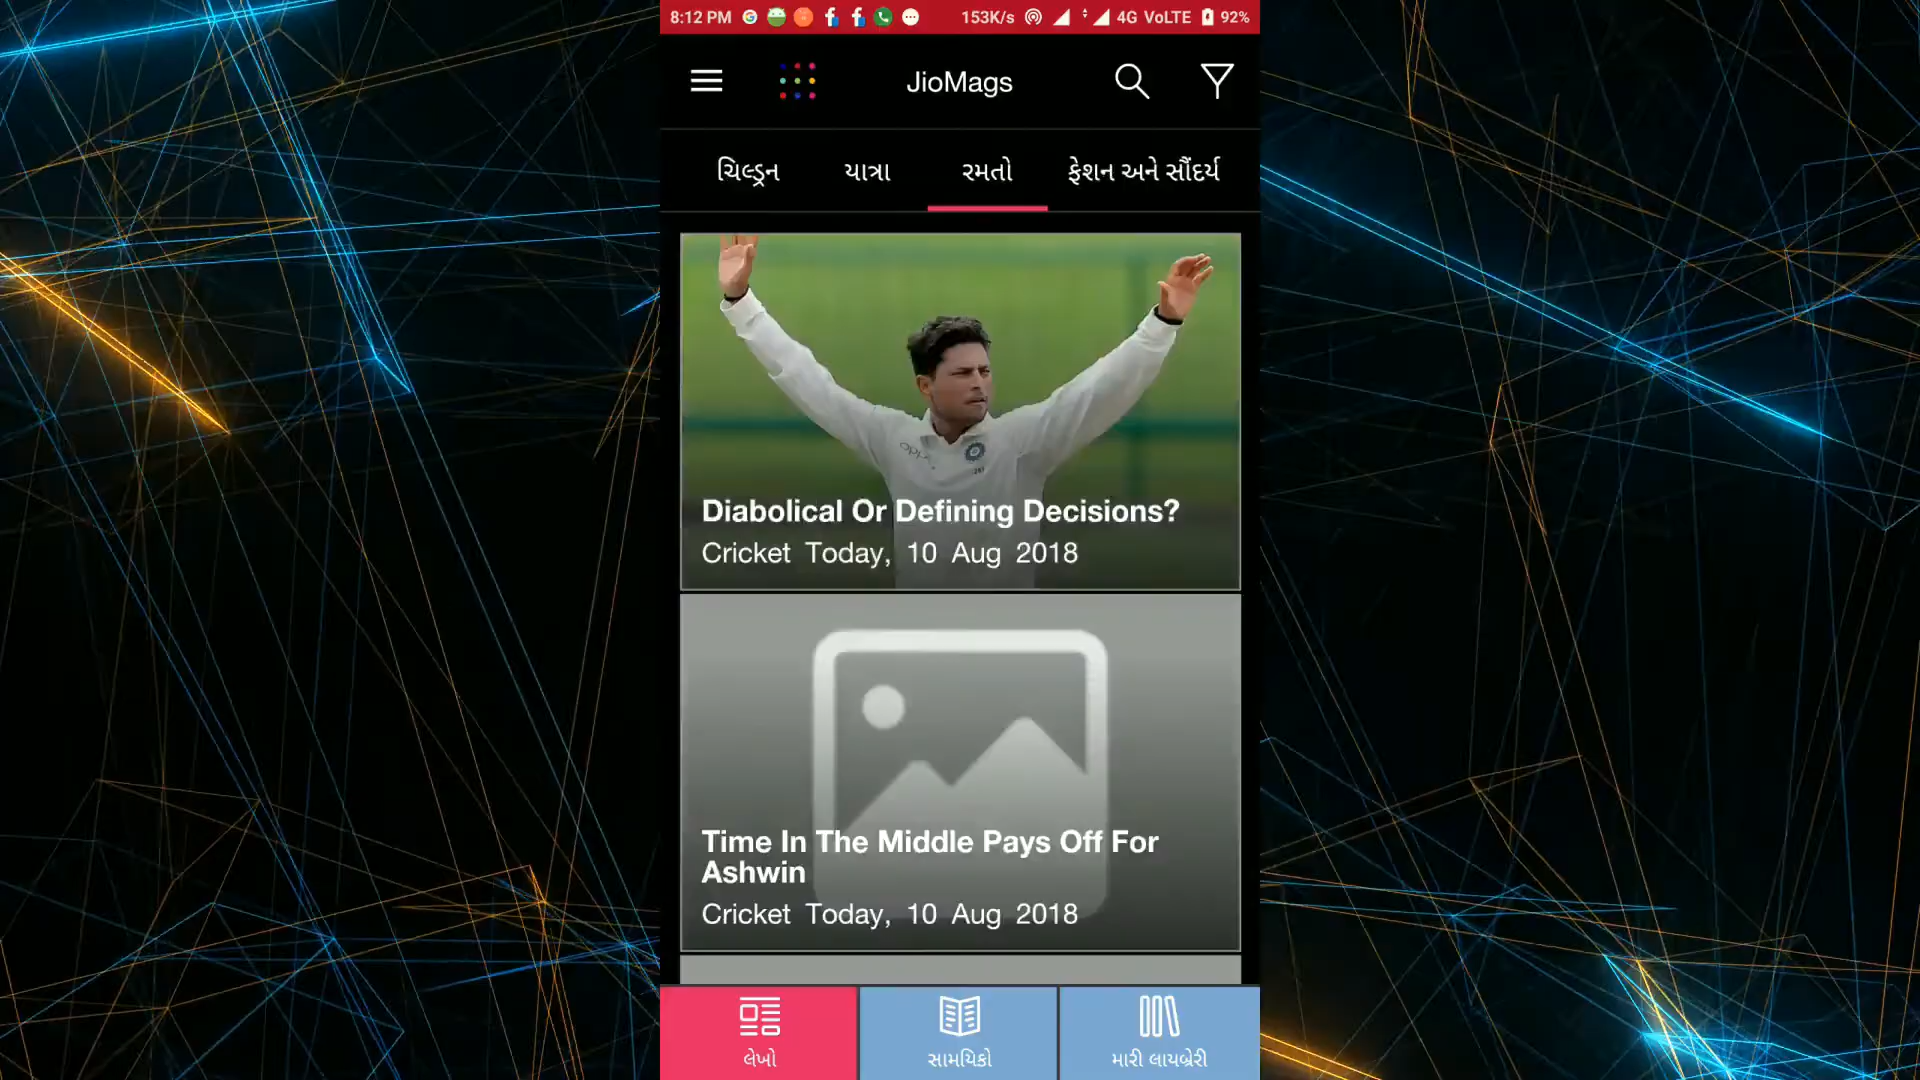 8:12 PM 153K/s 4G VoLTE 92%
JioMags
ચિલ્ડ્રન યાત્રા રમતો ફેશન અને સૌંદર્ય
oppo
Diabolical Or Defining Decisions?
Cricket Today, 10 Aug 2018
Time In The Middle Pays Off For
Ashwin
Cricket Today, 10 Aug 2018
લેખો સામયિકો મારી લાયબ્રેરી